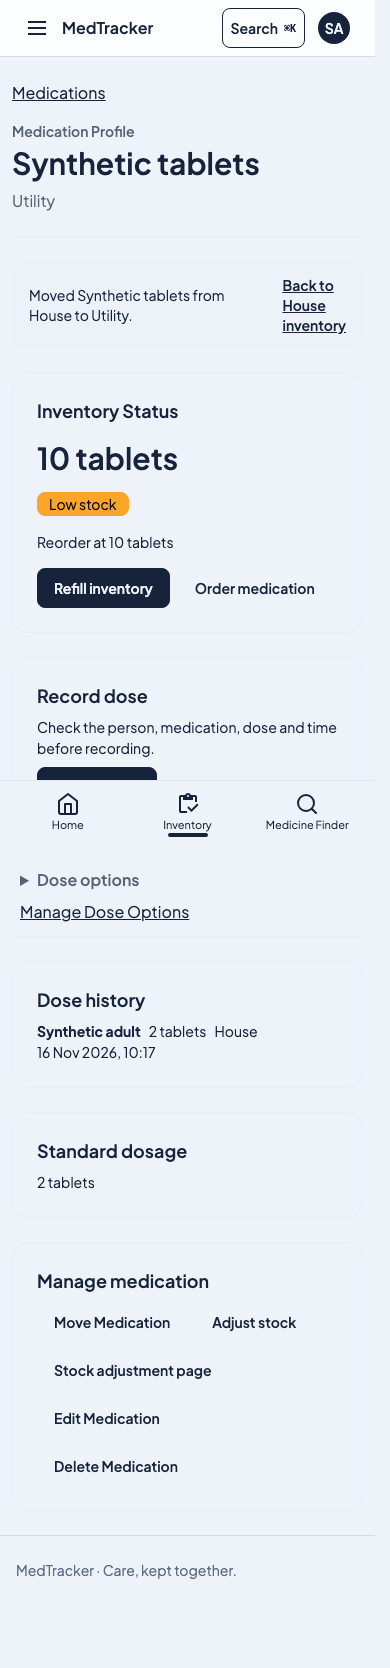 MedTracker
Search ⌘K
SA
Medications
Medication Profile
Synthetic tablets
Utility
Moved Synthetic tablets from
House to Utility.
Back to
House
inventory
Inventory Status
10 tablets
Low stock
Reorder at 10 tablets
Refill inventory
Order medication
Record dose
Check the person, medication, dose and time
before recording.
Home
Inventory
Medicine Finder
Dose options
Manage Dose Options
Dose history
Synthetic adult 2 tablets House
16 Nov 2026, 10:17
Standard dosage
2 tablets
Manage medication
Move Medication
Adjust stock
Stock adjustment page
Edit Medication
Delete Medication
MedTracker · Care, kept together.